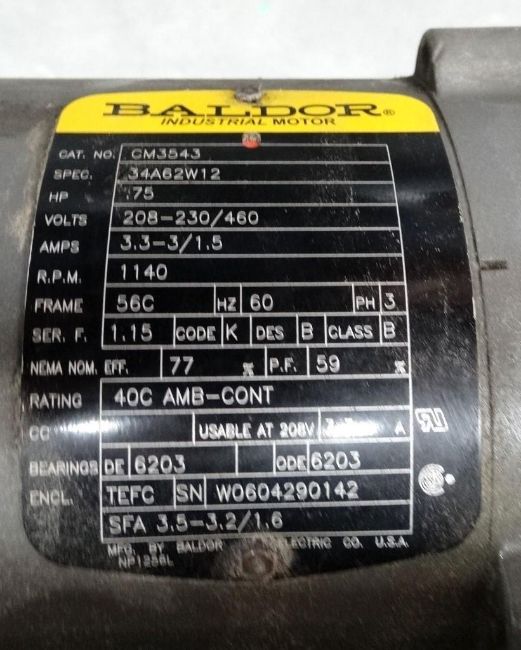 BALDOR®
INDUSTRIAL MOTOR
CAT. NO. CM3543
SPEC. 34A62W12
HP .75
VOLTS 208-230/460
AMPS 3.3-3/1.5
R.P.M. 1140
FRAME 56C HZ 60 PH 3
SER. F. 1.15 CODE K DES B CLASS B
NEMA NOM. EFF. 77 % P.F. 59 %
RATING 40C AMB-CONT
CC USABLE AT 208V A
BEARINGS DE 6203 ODE 6203
ENCL. TEFC SN W0604290142
SFA 3.5-3.2/1.6
MFG. BY BALDOR ELECTRIC CO. U.S.A.
NP1256L